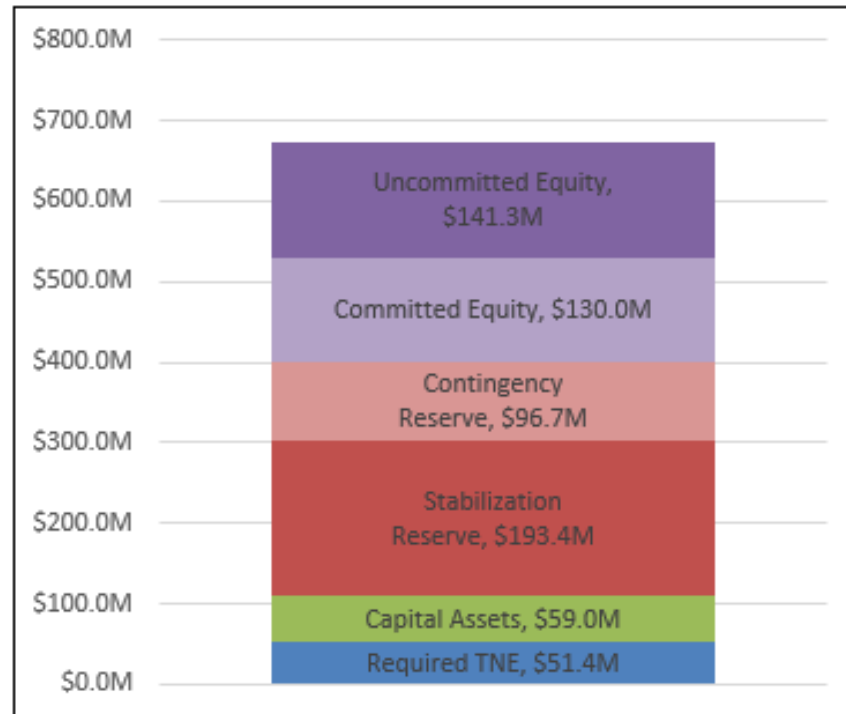 $800.0M
$700.0M
$600.0M
$500.0M
$400.0M
$300.0M
$200.0M
$100.0M
$0.0M
Uncommitted Equity,
$141.3M
Committed Equity, $130.0M
Contingency
Reserve, $96.7M
Stabilization
Reserve, $193.4M
Capital Assets, $59.0M
Required TNE, $51.4M